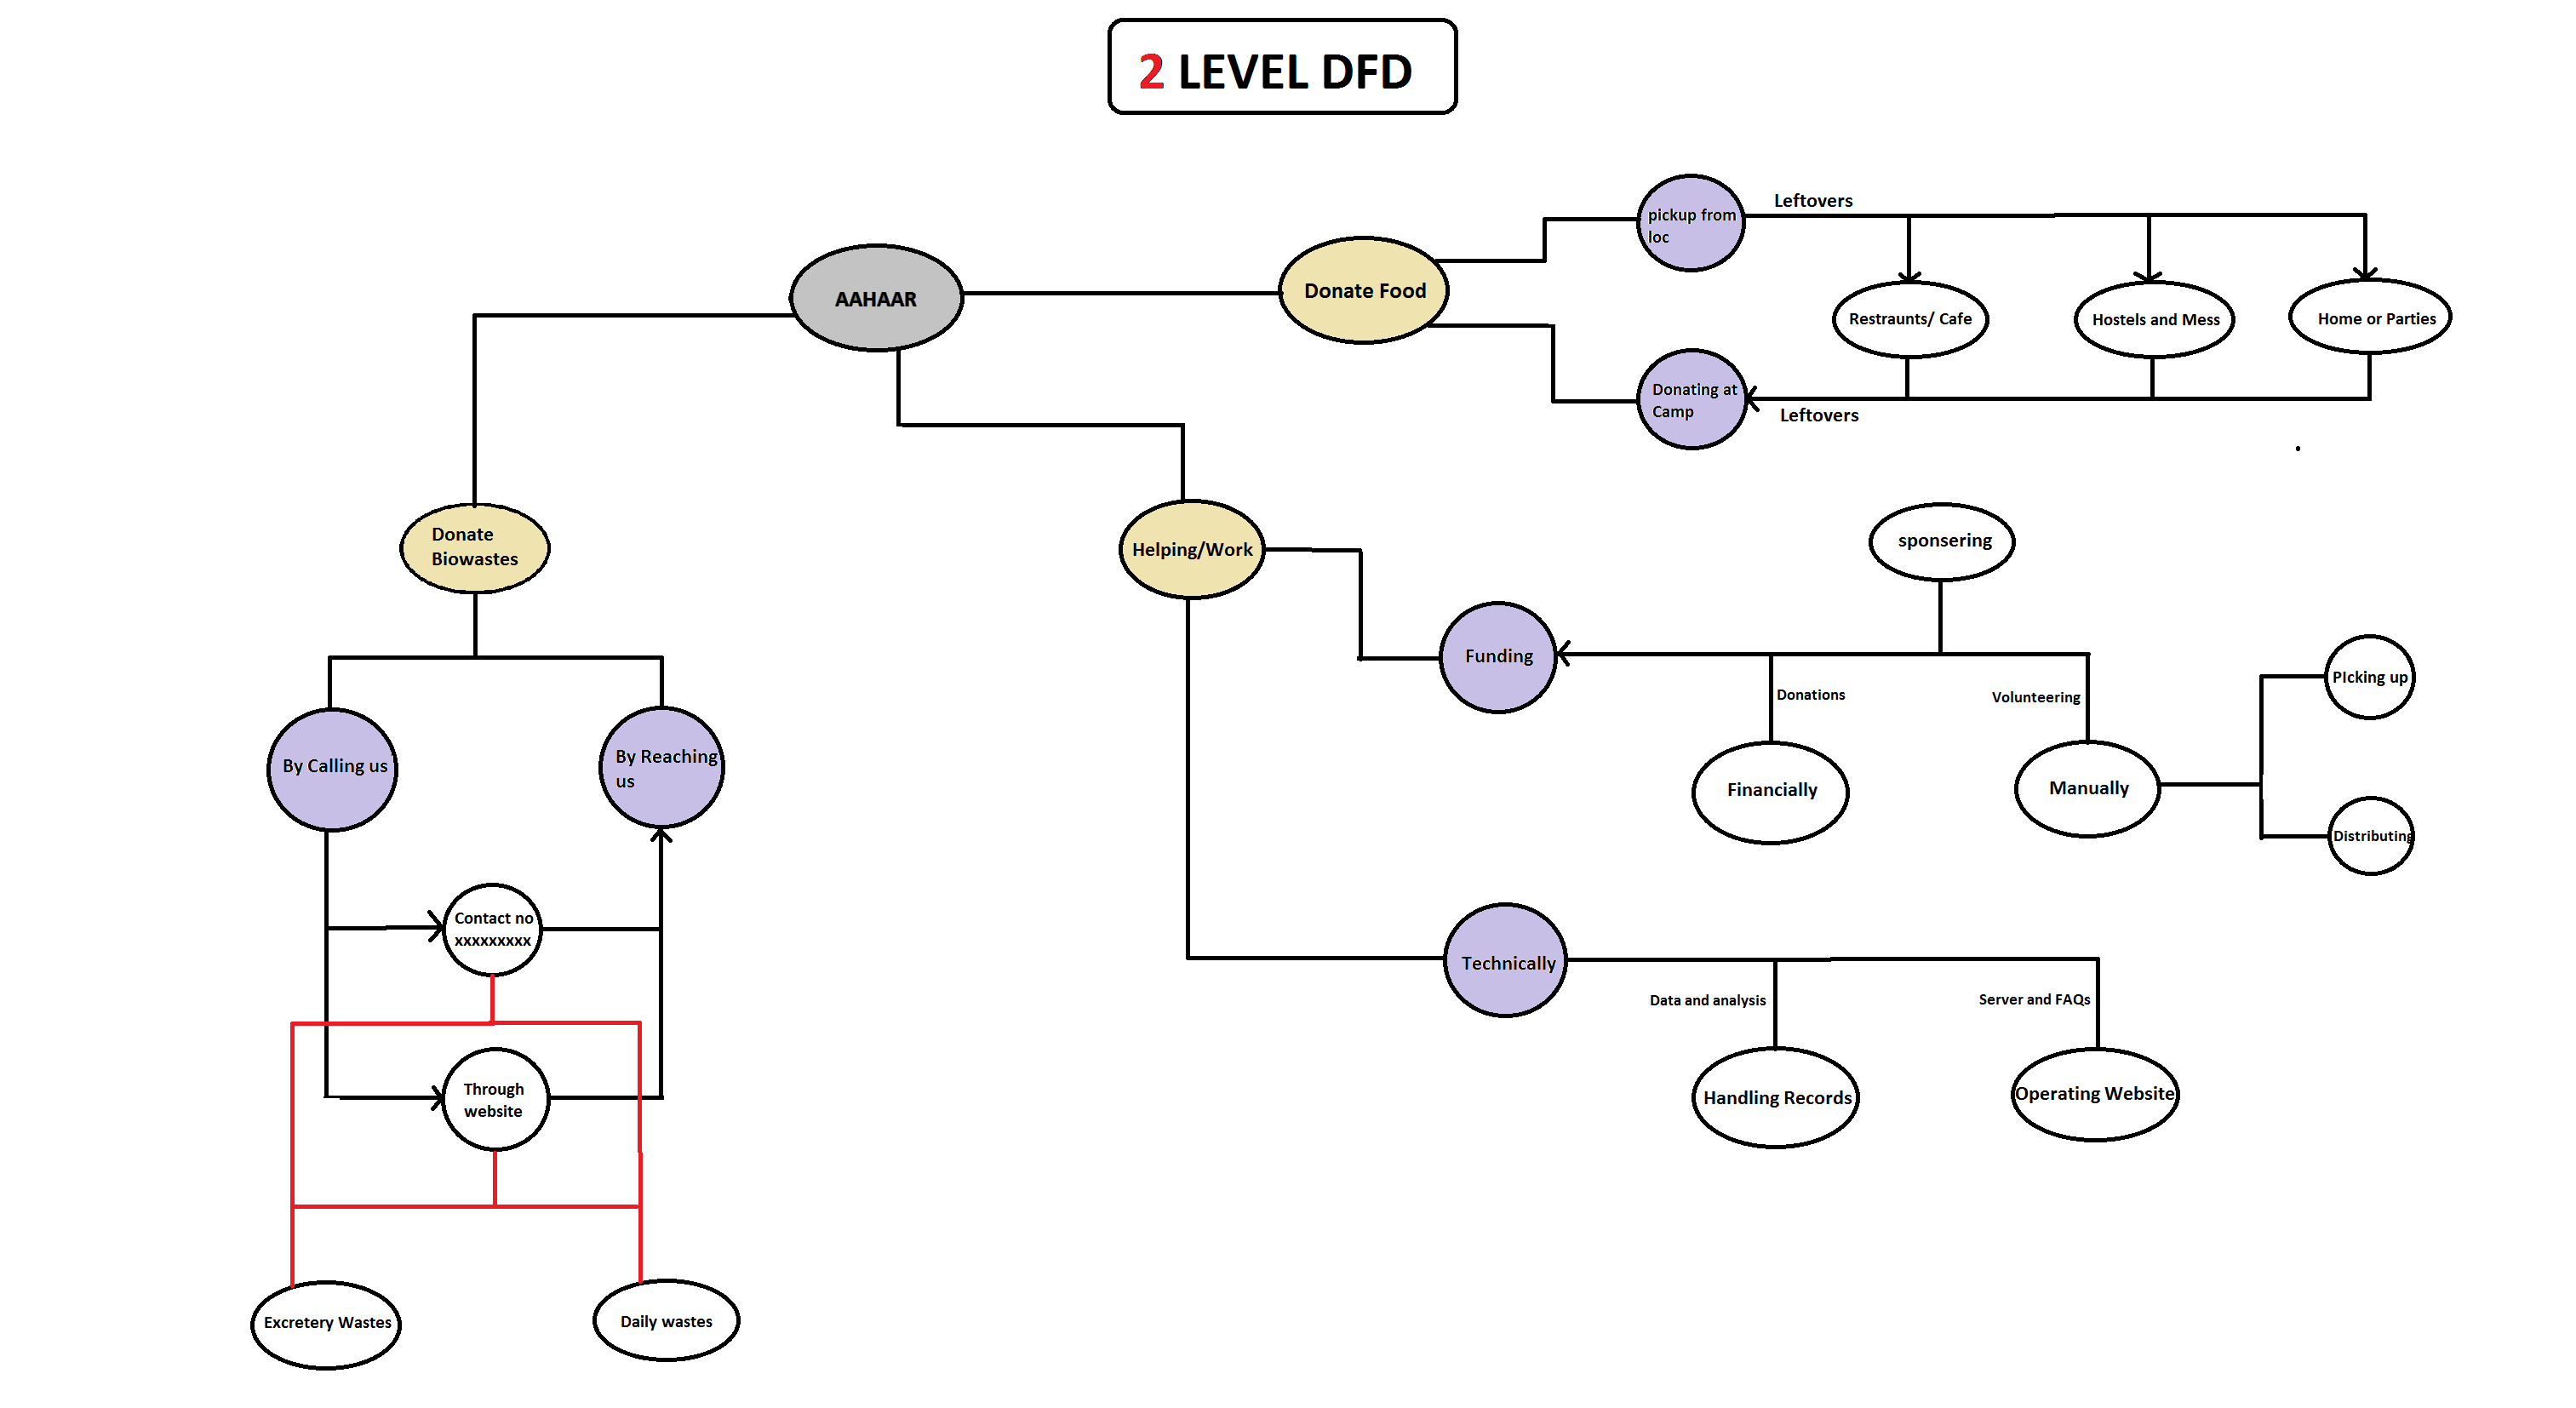 2 LEVEL DFD
AAHAAR
Donate Food
pickup from
loc
Leftovers
Restraunts/ Cafe
Hostels and Mess
Home or Parties
Donating at
Camp
Leftovers
Donate
Biowastes
Helping/Work
sponsering
Funding
Donations
Volunteering
PIcking up
Financially
Manually
Distributing
By Calling us
By Reaching
us
Contact no
xxxxxxxxx
Technically
Data and analysis
Server and FAQs
Through
website
Handling Records
Operating Website
Excretery Wastes
Daily wastes